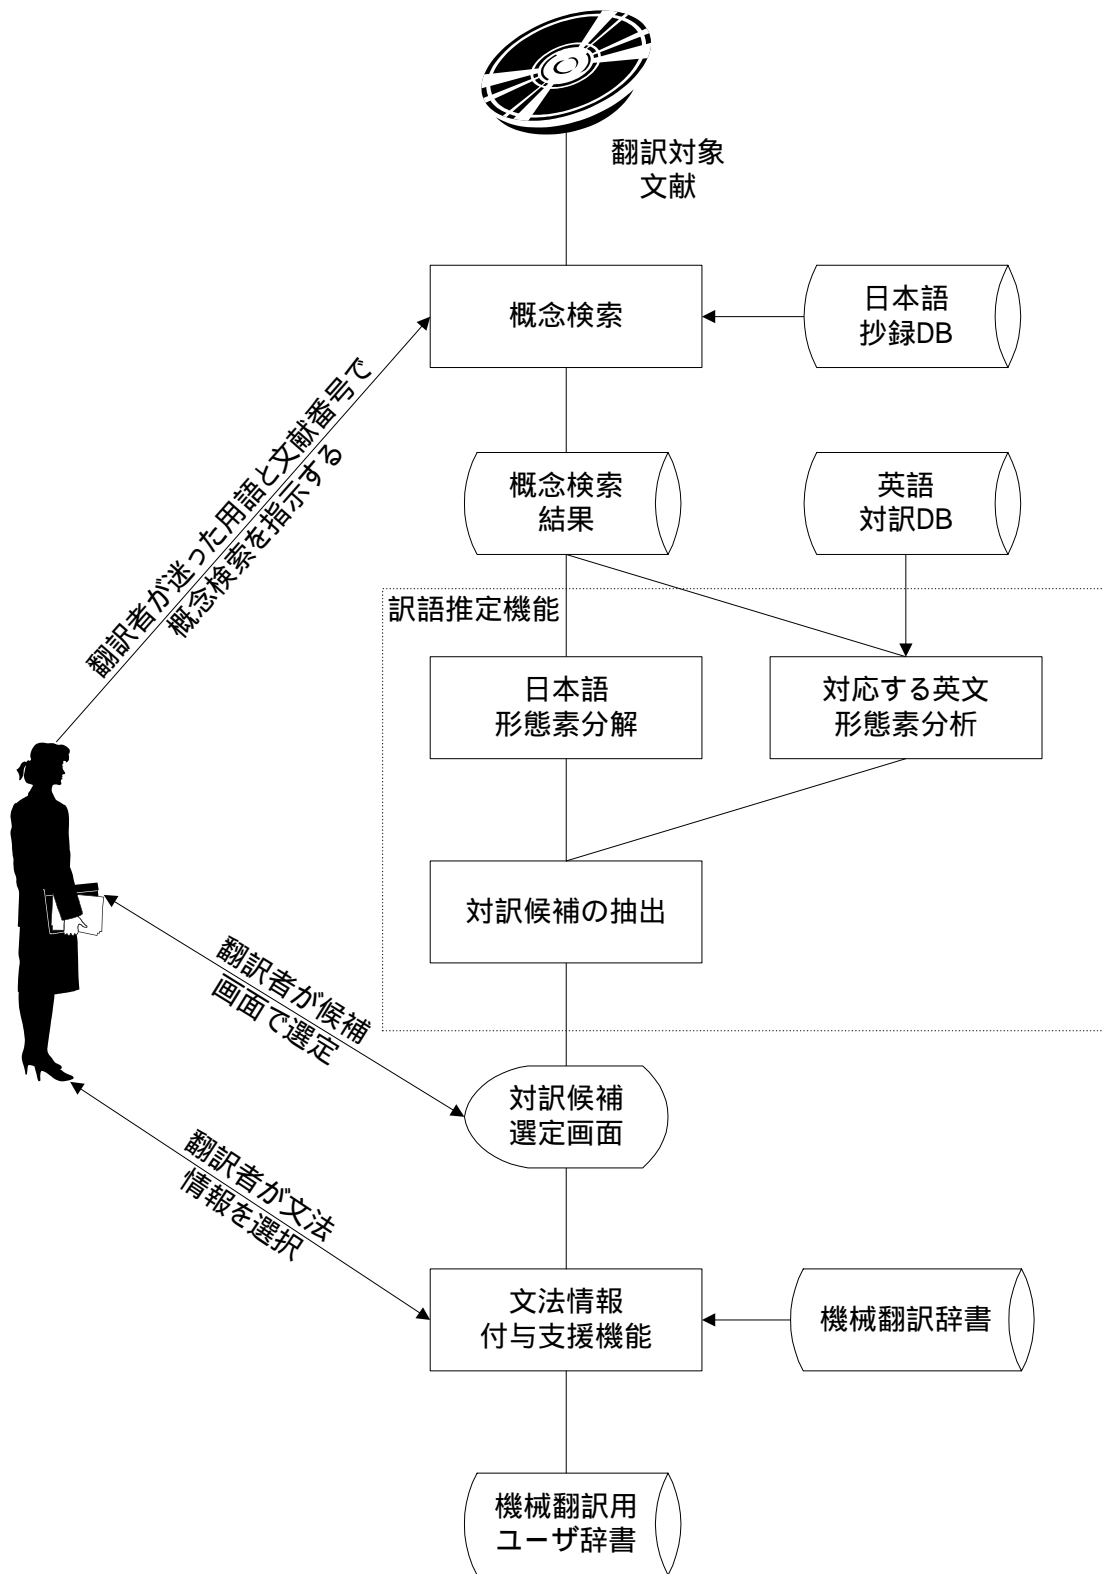 翻訳対象
文献
概念検索
日本語
抄録DB
翻訳者が迷った用語と文献番号で
概念検索を指示する
概念検索
結果
英語
対訳DB
訳語推定機能
日本語
形態素分解
対応する英文
形態素分析
対訳候補の抽出
翻訳者が候補
画面で選定
対訳候補
選定画面
翻訳者が文法
情報を選択
文法情報
付与支援機能
機械翻訳辞書
機械翻訳用
ユーザ辞書